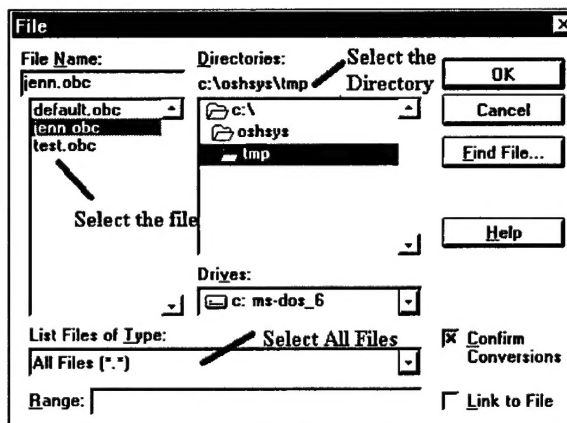 File
File Name:
jenn.obc
default.obc
jenn obc
test.obc
Select the file
Directories:
c:\oshsys\tmp
Select the
Directory
c:\
oshsys
tmp
Drives:
c: ms-dos_6
List Files of Type:
Select All Files
All Files (*.*)
Range:
OK
Cancel
Find File...
Help
Confirm
Conversions
Link to File